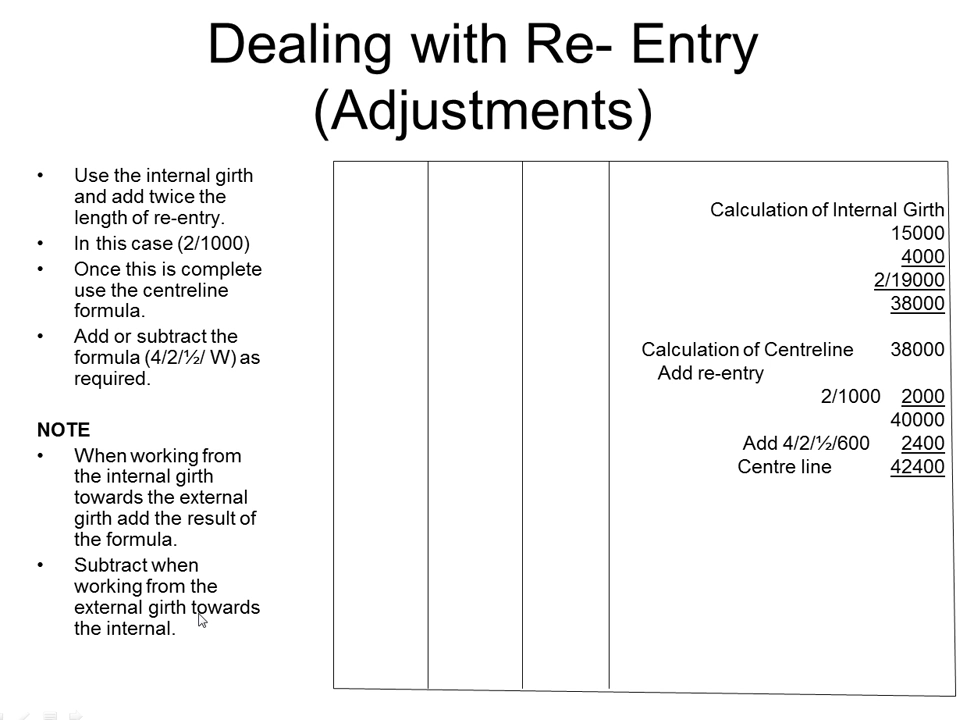 Dealing with Re- Entry
(Adjustments)
• Use the internal girth
and add twice the
length of re-entry.
• In this case (2/1000)
• Once this is complete
use the centreline
formula.
• Add or subtract the
formula (4/2/½/ W) as
required.
NOTE
• When working from
the internal girth
towards the external
girth add the result of
the formula.
• Subtract when
working from the
external girth towards
the internal.
Calculation of Internal Girth
15000
4000
2/19000
38000
Calculation of Centreline 38000
Add re-entry
2/1000 2000
40000
Add 4/2/½/600 2400
Centre line 42400